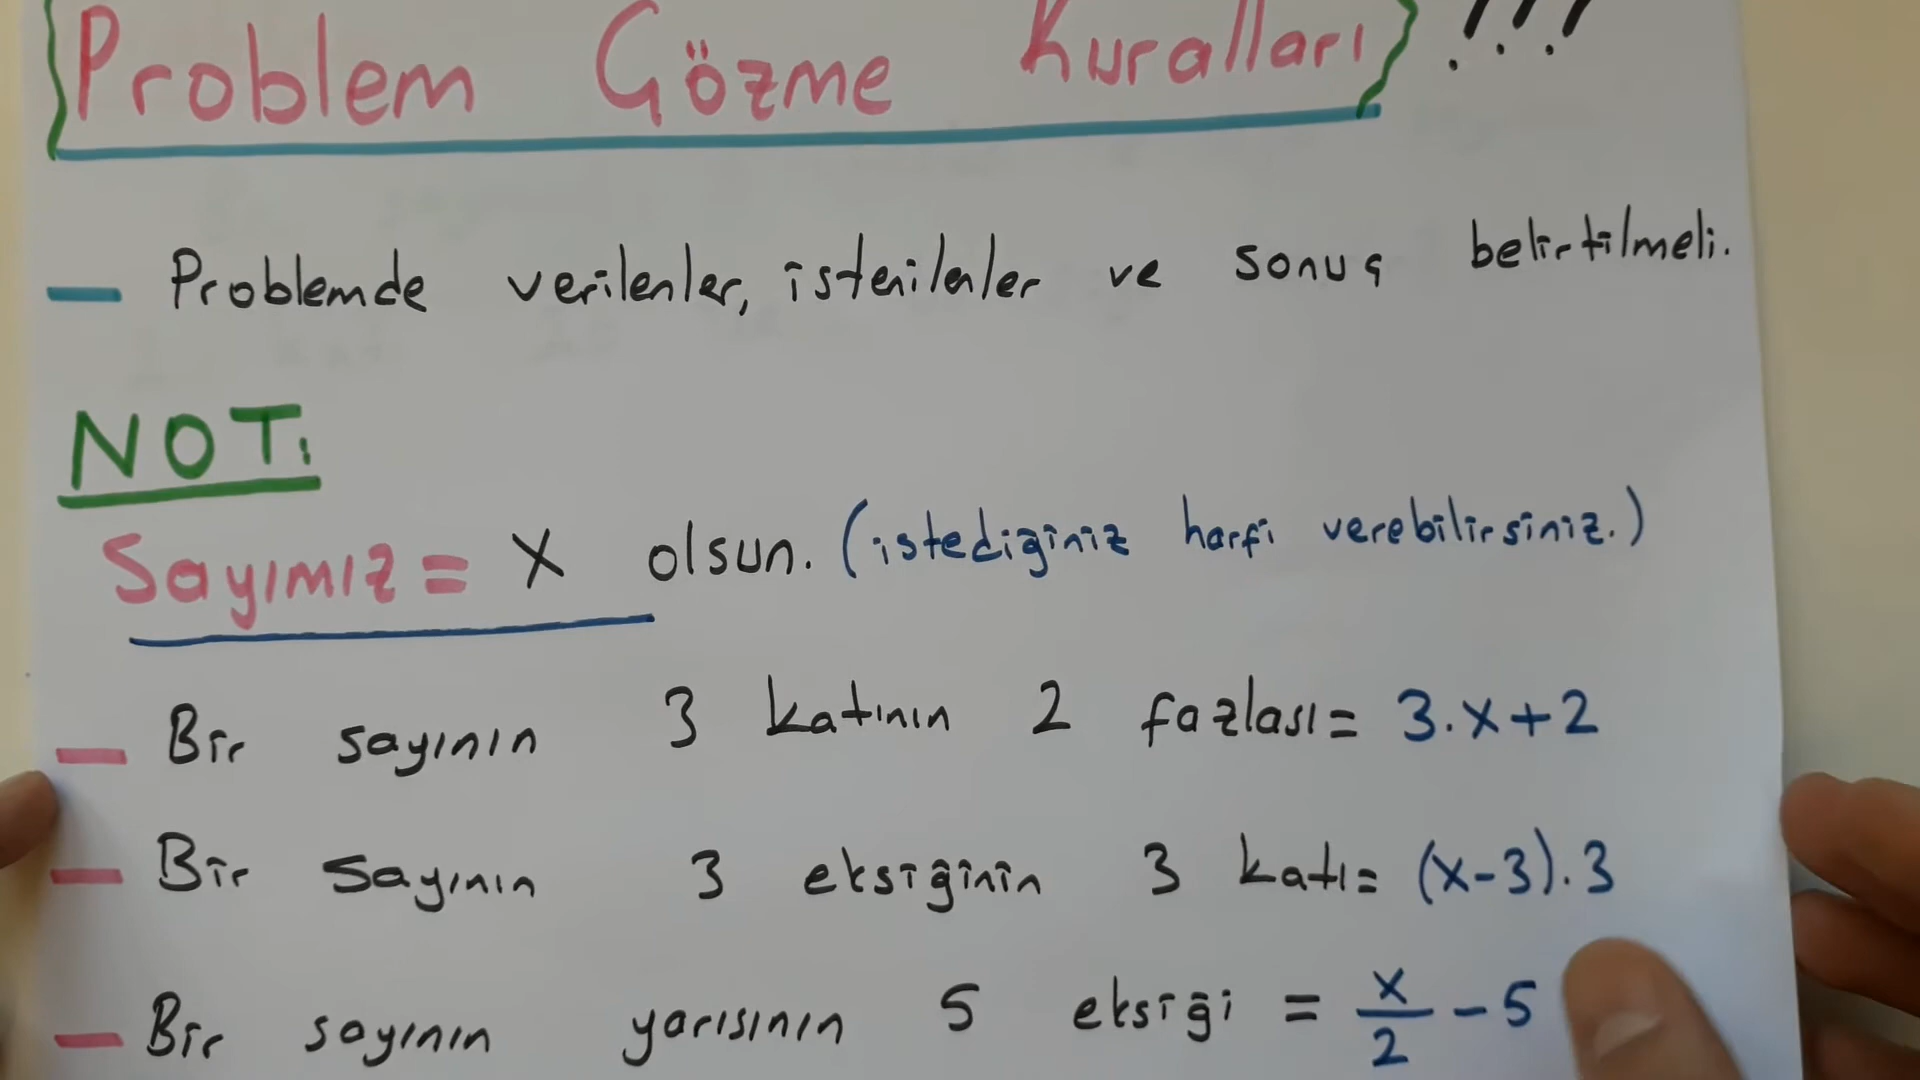 Problem Çözme Kuralları !!!
— Problemde verilenler, istenilenler ve sonuç belirtilmeli.
NOT:
Sayımız = x olsun. (istediğiniz harfi verebilirsiniz.)
— Bir sayının 3 katının 2 fazlası = 3.x+2
— Bir sayının 3 eksiğinin 3 katı = (x-3).3
— Bir sayının yarısının 5 eksiği = x/2 - 5